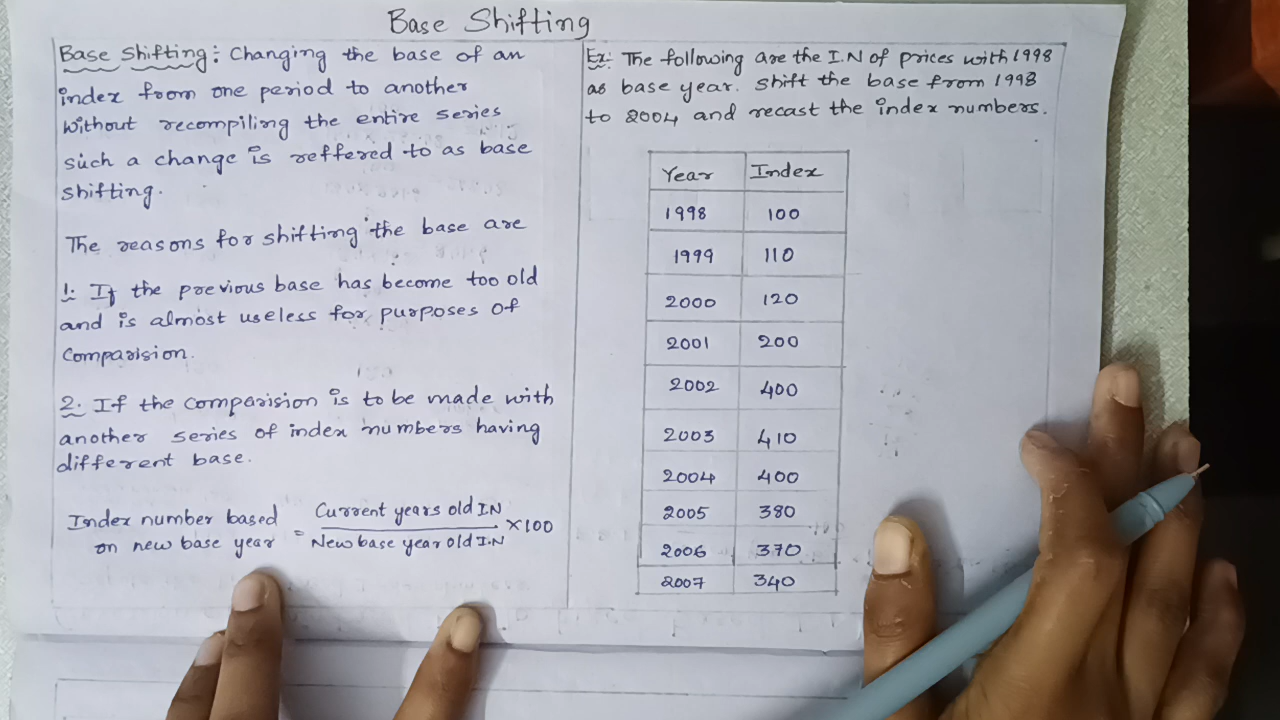 Base Shifting
Base Shifting: Changing the base of an
index from one period to another
without recompiling the entire series
such a change is reffered to as base
shifting.
The reasons for shifting the base are
1. If the previous base has become too old
and is almost useless for purposes of
Comparision.
2. If the comparision is to be made with
another series of index numbers having
different base.
Index number based on new base year = Current years old I.N / New base year old I.N × 100
Ex: The following are the I.N of prices with 1998
as base year. Shift the base from 1998
to 2004 and recast the index numbers.
Year Index
1998 100
1999 110
2000 120
2001 200
2002 400
2003 410
2004 400
2005 380
2006 370
2007 340